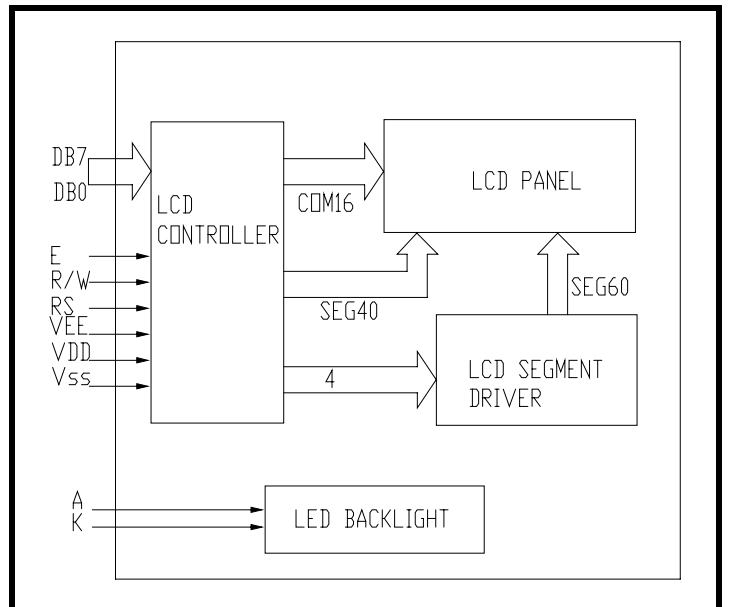 DB7
DB0
LCD
CONTROLLER
COM16
LCD PANEL
E
R/W
RS
VEE
VDD
Vss
SEG40
SEG60
4
LCD SEGMENT
DRIVER
A
K
LED BACKLIGHT